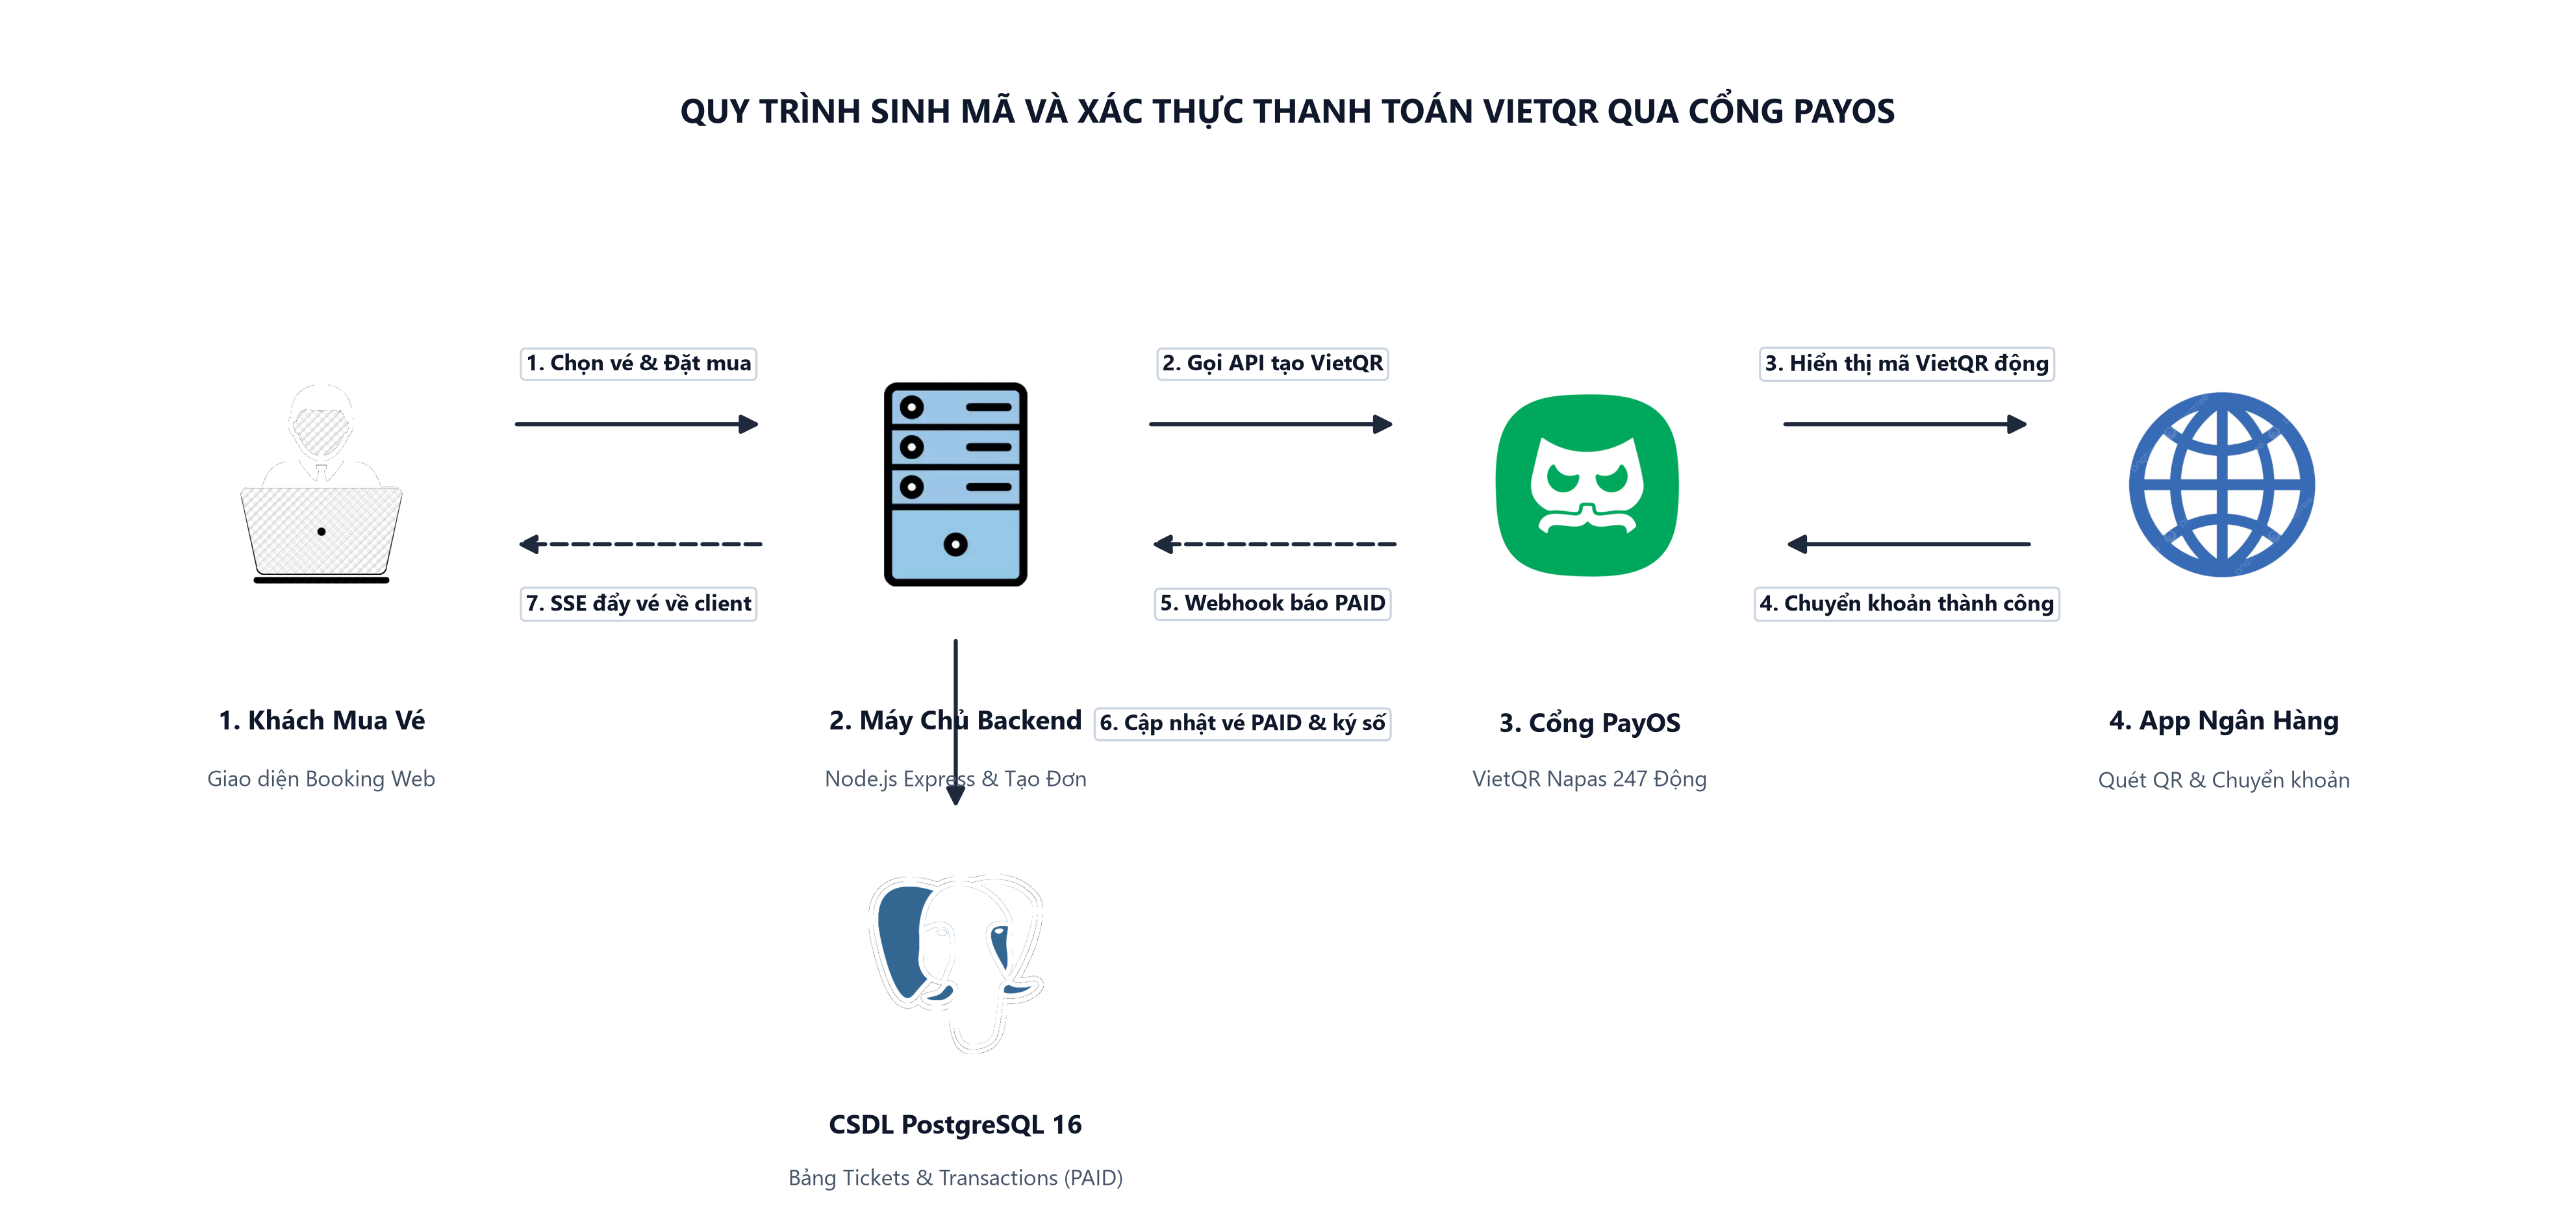 QUY TRÌNH SINH MÃ VÀ XÁC THỰC THANH TOÁN VIETQR QUA CỔNG PAYOS
1. Chọn vé & Đặt mua
2. Gọi API tạo VietQR
3. Hiển thị mã VietQR động
7. SSE đẩy vé về client
5. Webhook báo PAID
4. Chuyển khoản thành công
1. Khách Mua Vé
2. Máy Chủ Backend
6. Cập nhật vé PAID & ký số
3. Cổng PayOS
4. App Ngân Hàng
Giao diện Booking Web
Node.js Express & Tạo Đơn
VietQR Napas 247 Động
Quét QR & Chuyển khoản
CSDL PostgreSQL 16
Bảng Tickets & Transactions (PAID)